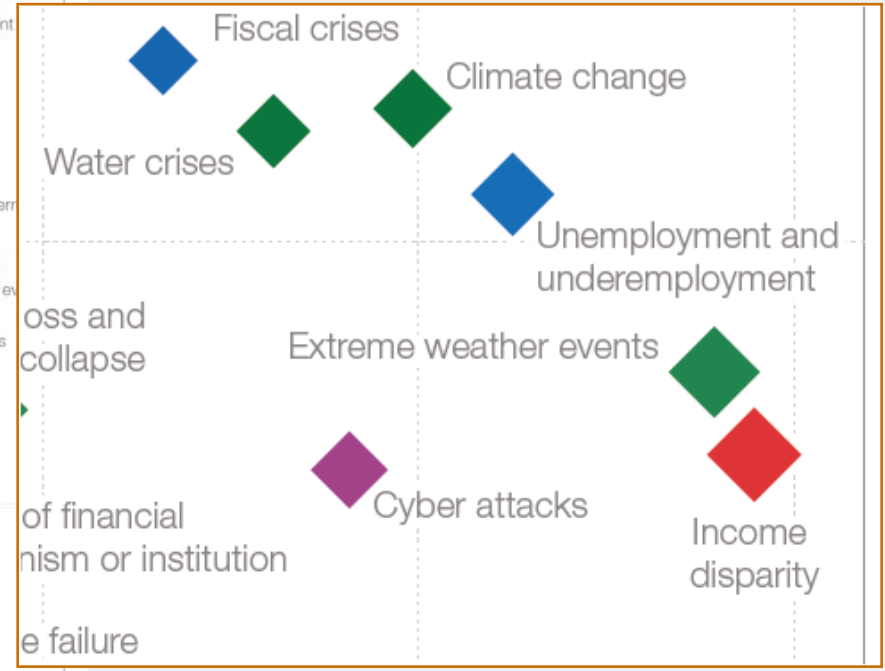 nt
Fiscal crises
Climate change
Water crises
Unemployment and
underemployment
oss and
collapse
Extreme weather events
Cyber attacks
of financial
nism or institution
Income
disparity
e failure